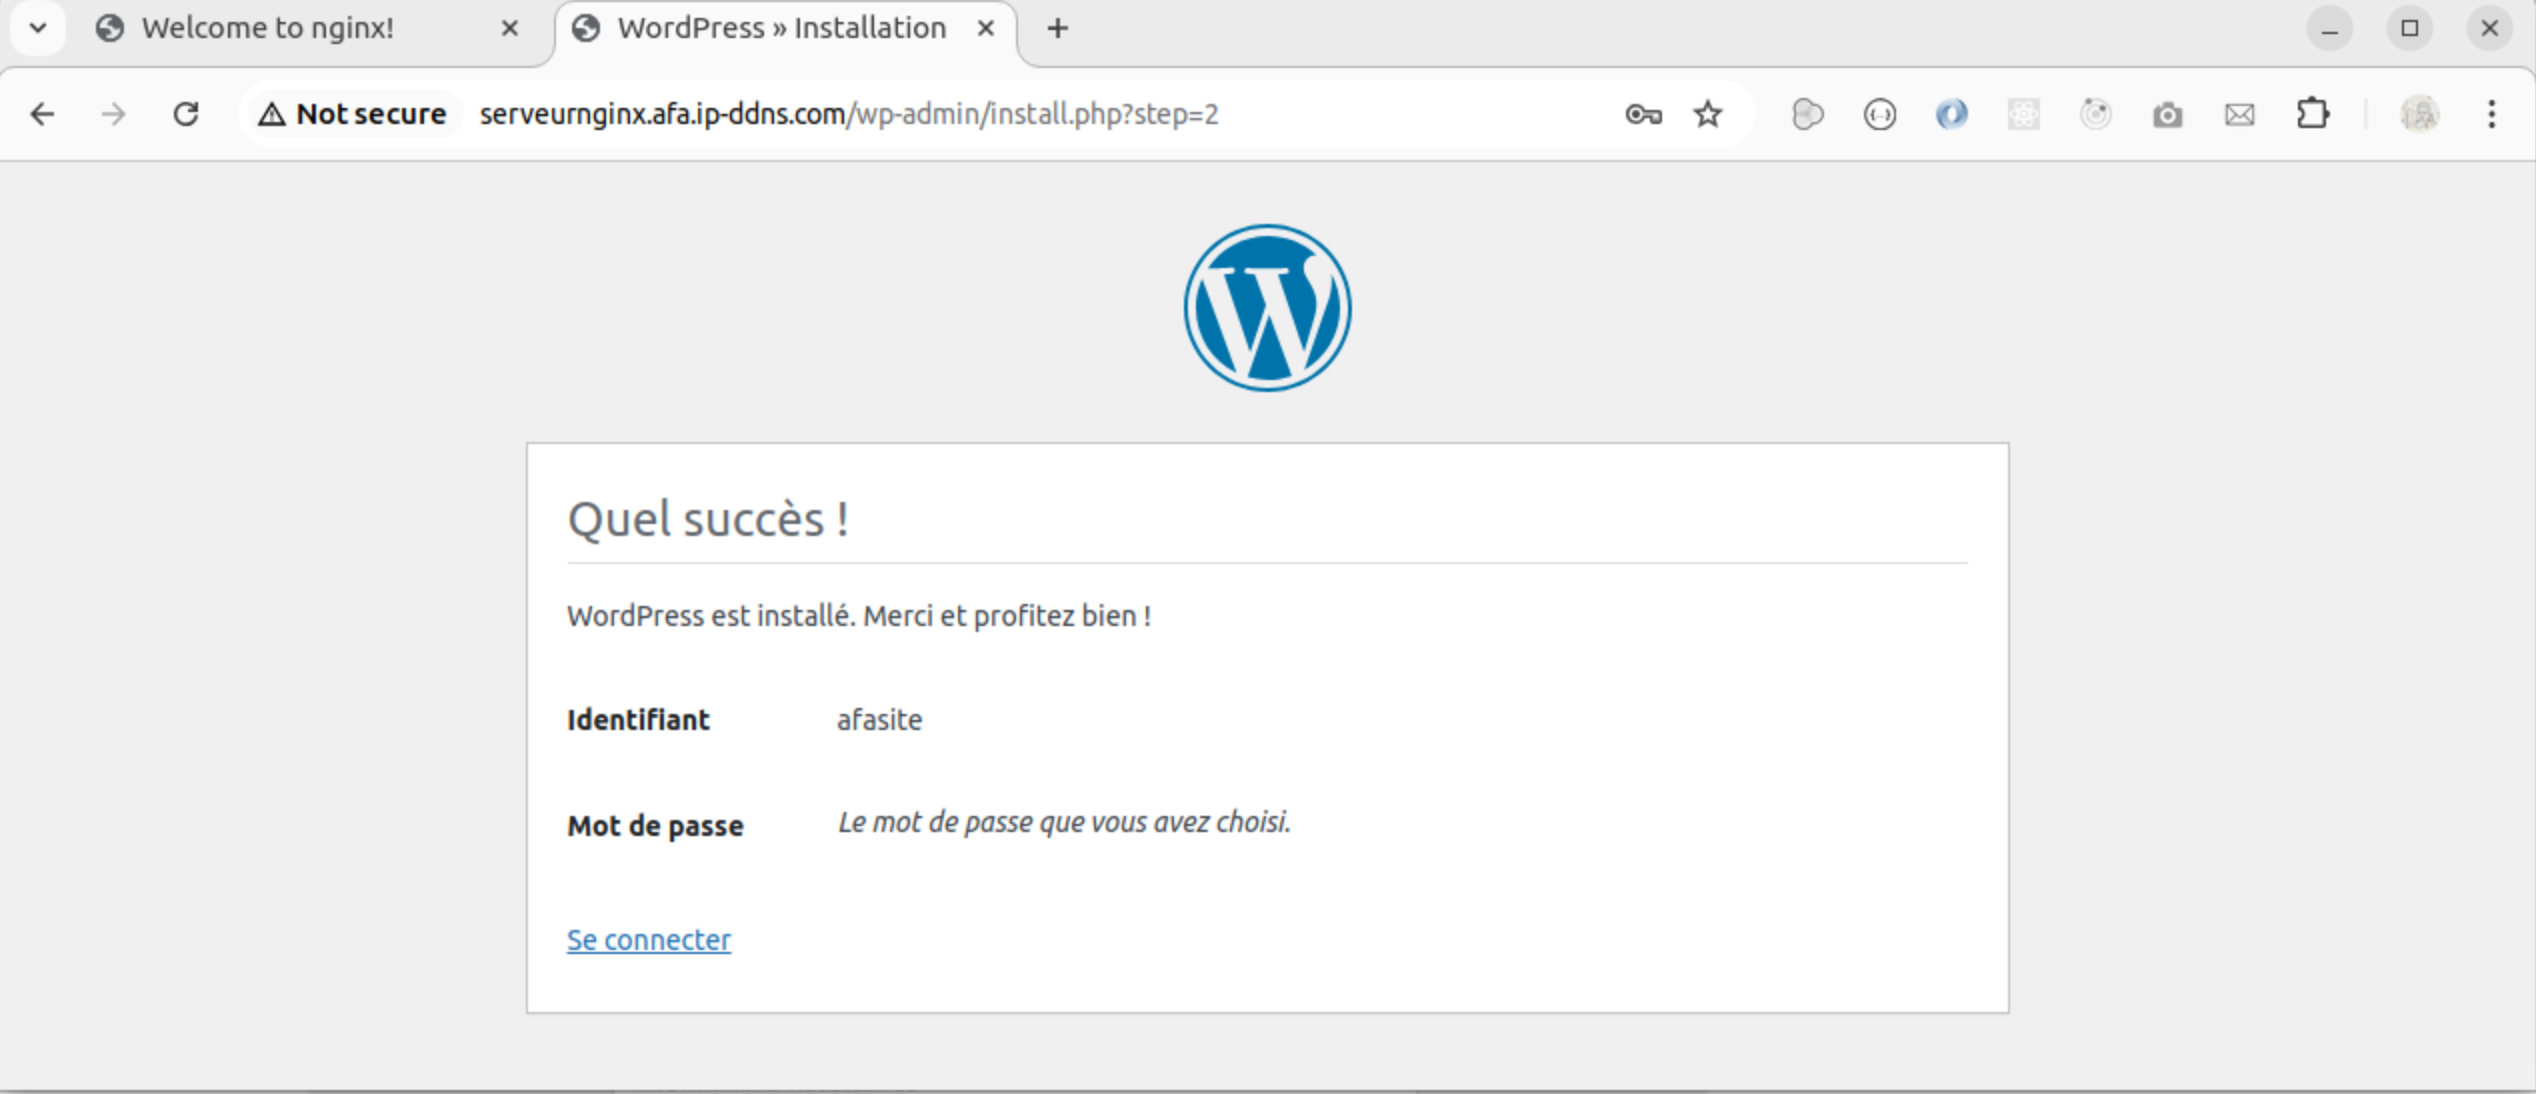 Welcome to nginx!
WordPress » Installation
Not secure
serveurnginx.afa.ip-ddns.com/wp-admin/install.php?step=2
Quel succès !
WordPress est installé. Merci et profitez bien !
Identifiant afasite
Mot de passe Le mot de passe que vous avez choisi.
Se connecter